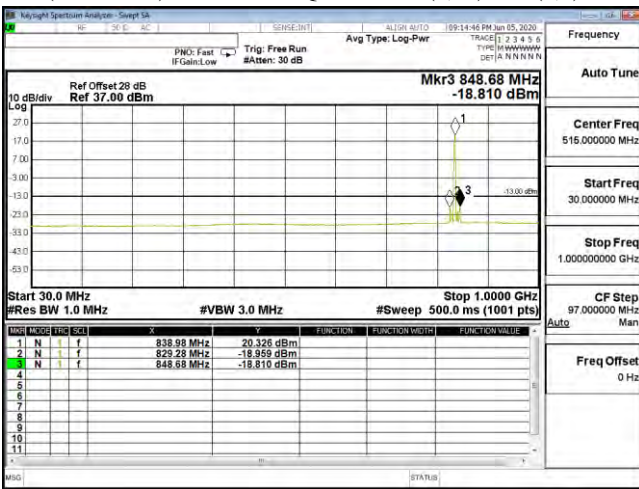 Keysight Spectrum Analyzer - Swept SA
RF 50 Ω AC SENSE:INT ALIGN AUTO 09:14:46 PM Jun 05, 2020
Avg Type: Log-Pwr
TRACE 1 2 3 4 5 6
TYPE M W W W W W
DET A N N N N N
PNO: Fast
IFGain:Low
Trig: Free Run
#Atten: 30 dB
Mkr3 848.68 MHz
-18.810 dBm
Ref Offset 28 dB
Ref 37.00 dBm
10 dB/div
Log
27.0
17.0
7.00
-3.00
-13.0
-23.0
-33.0
-43.0
-53.0
1
3
-13.00 dBm
Start 30.0 MHz Stop 1.0000 GHz
#Res BW 1.0 MHz #VBW 3.0 MHz #Sweep 500.0 ms (1001 pts)
MKR MODE TRC SCL X Y FUNCTION FUNCTION WIDTH FUNCTION VALUE
1 N 1 f 838.98 MHz 20.326 dBm
2 N 1 f 829.28 MHz -18.959 dBm
3 N 1 f 848.68 MHz -18.810 dBm
4
5
6
7
8
9
10
11
MSG STATUS
Frequency
Auto Tune
Center Freq
515.000000 MHz
Start Freq
30.000000 MHz
Stop Freq
1.000000000 GHz
CF Step
97.000000 MHz
Auto Man
Freq Offset
0 Hz